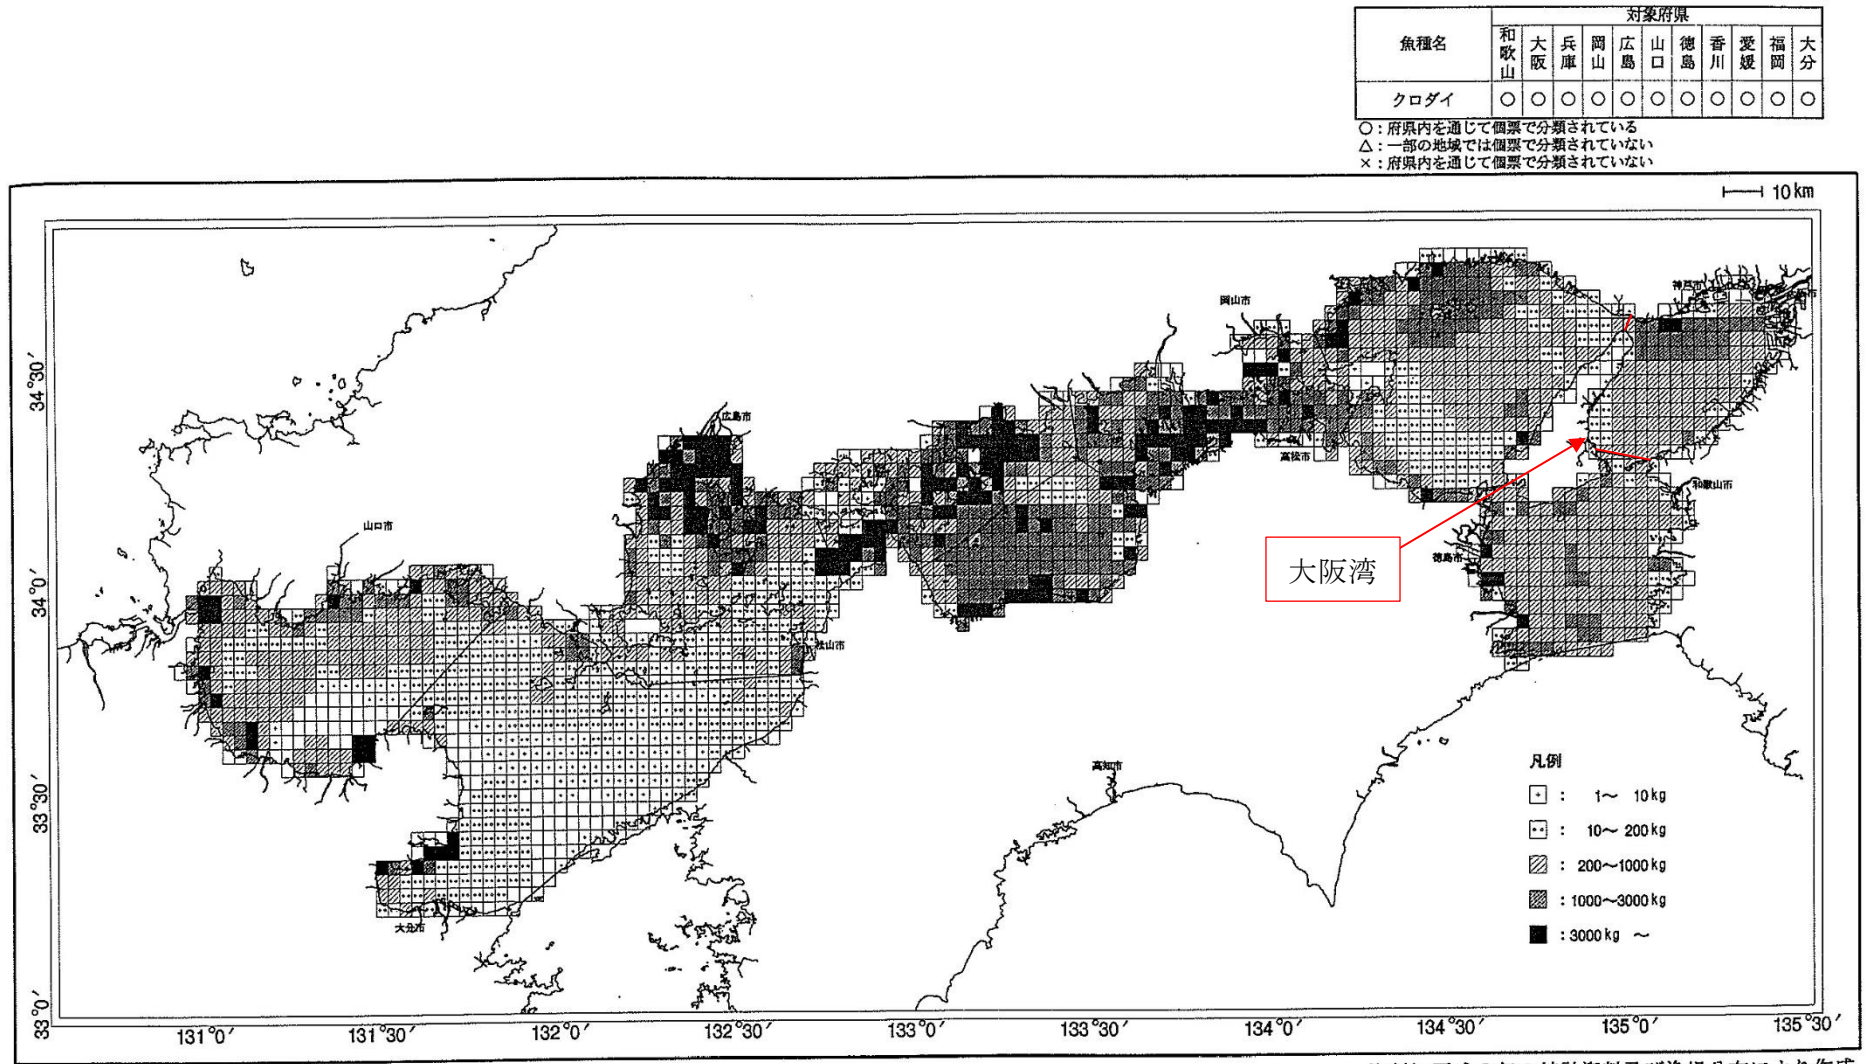 対象府県
魚種名
和歌山 大阪 兵庫 岡山 広島 山口 徳島 香川 愛媛 福岡 大分
クロダイ ○ ○ ○ ○ ○ ○ ○ ○ ○ ○ ○
○：府県内を通じて個票で分類されている
△：一部の地域では個票で分類されていない
×：府県内を通じて個票で分類されていない
10km
神戸市
岡山市
34°30′
広島市
高松市
和歌山市
山口市
徳島市
大阪湾
34°0′
松山市
凡例
高知市
1～ 10kg
10～ 200kg
33°30′
200～1000kg
：1000～3000kg
大分市
：3000kg ～
33°0′
131°0′ 131°30′ 132°0′ 132°30′ 133°0′ 133°30′ 134°0′ 134°30′ 135°0′ 135°30′